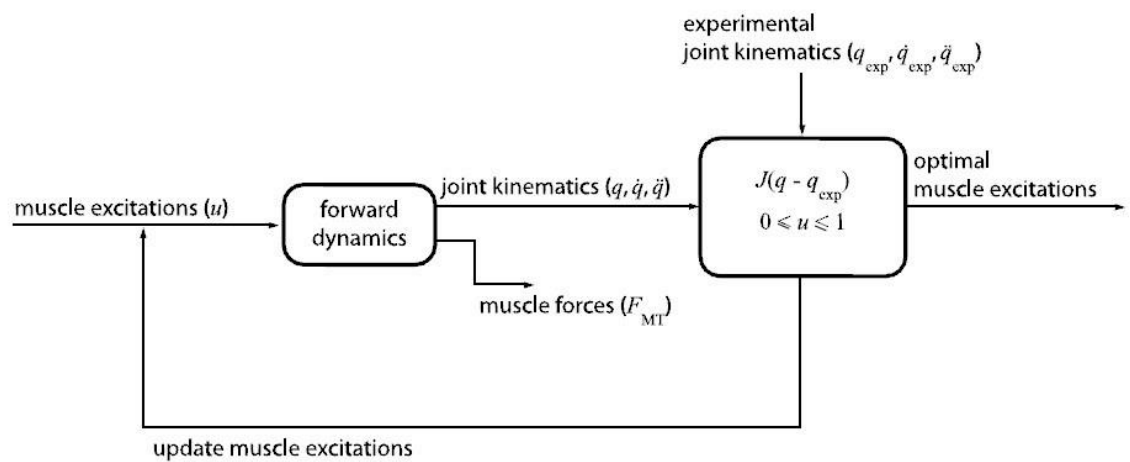 experimental
joint kinematics (q_exp, q̇_exp, q̈_exp)
J(q - q_exp)
0 ⩽ u ⩽ 1
optimal
muscle excitations
joint kinematics (q, q̇, q̈)
muscle excitations (u)
forward
dynamics
muscle forces (F_MT)
update muscle excitations